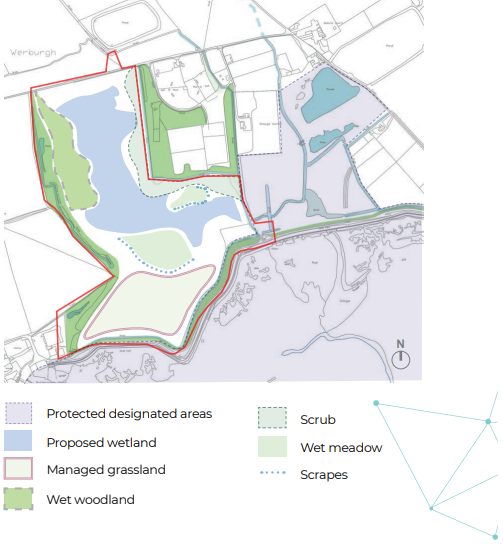 Werburgh
N
Protected designated areas
Proposed wetland
Managed grassland
Wet woodland
Scrub
Wet meadow
Scrapes